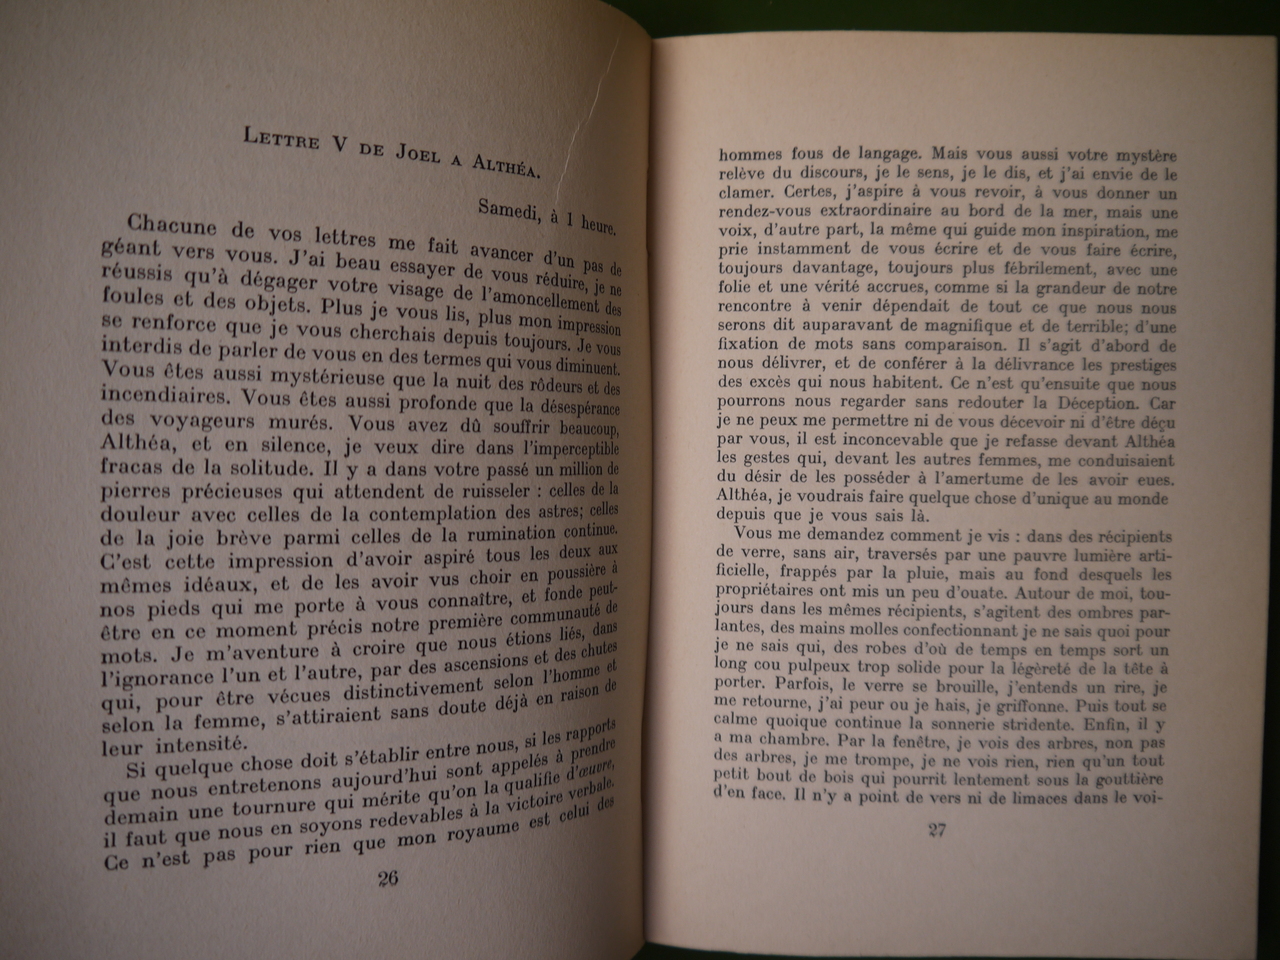 LETTRE V DE JOEL A ALTHÉA.
Samedi, à 1 heure.
Chacune de vos lettres me fait avancer d'un pas de
géant vers vous. J'ai beau essayer de vous réduire, je ne
réussis qu'à dégager votre visage de l'amoncellement des
foules et des objets. Plus je vous lis, plus mon impression
se renforce que je vous cherchais depuis toujours. Je vous
interdis de parler de vous en des termes qui vous diminuent.
Vous êtes aussi mystérieuse que la nuit des rôdeurs et des
incendiaires. Vous êtes aussi profonde que la désespérance
des voyageurs murés. Vous avez dû souffrir beaucoup,
Althéa, et en silence, je veux dire dans l'imperceptible
fracas de la solitude. Il y a dans votre passé un million de
pierres précieuses qui attendent de ruisseler : celles de la
douleur avec celles de la contemplation des astres; celles
de la joie brève parmi celles de la rumination continue.
C'est cette impression d'avoir aspiré tous les deux aux
mêmes idéaux, et de les avoir vus choir en poussière à
nos pieds qui me porte à vous connaître, et fonde peut-
être en ce moment précis notre première communauté de
mots. Je m'aventure à croire que nous étions liés, dans
l'ignorance l'un et l'autre, par des ascensions et des chutes
qui, pour être vécues distinctivement selon l'homme et
selon la femme, s'attiraient sans doute déjà en raison de
leur intensité.
Si quelque chose doit s'établir entre nous, si les rapports
que nous entretenons aujourd'hui sont appelés à prendre
demain une tournure qui mérite qu'on la qualifie d'œuvre,
il faut que nous en soyons redevables à la victoire verbale.
Ce n'est pas pour rien que mon royaume est celui des
26
hommes fous de langage. Mais vous aussi votre mystère
relève du discours, je le sens, je le dis, et j'ai envie de le
clamer. Certes, j'aspire à vous revoir, à vous donner un
rendez-vous extraordinaire au bord de la mer, mais une
voix, d'autre part, la même qui guide mon inspiration, me
prie instamment de vous écrire et de vous faire écrire,
toujours davantage, toujours plus fébrilement, avec une
folie et une vérité accrues, comme si la grandeur de notre
rencontre à venir dépendait de tout ce que nous nous
serons dit auparavant de magnifique et de terrible; d'une
fixation de mots sans comparaison. Il s'agit d'abord de
nous délivrer, et de conférer à la délivrance les prestiges
des excès qui nous habitent. Ce n'est qu'ensuite que nous
pourrons nous regarder sans redouter la Déception. Car
je ne peux me permettre ni de vous décevoir ni d'être déçu
par vous, il est inconcevable que je refasse devant Althéa
les gestes qui, devant les autres femmes, me conduisaient
du désir de les posséder à l'amertume de les avoir eues.
Althéa, je voudrais faire quelque chose d'unique au monde
depuis que je vous sais là.
Vous me demandez comment je vis : dans des récipients
de verre, sans air, traversés par une pauvre lumière arti-
ficielle, frappés par la pluie, mais au fond desquels les
propriétaires ont mis un peu d'ouate. Autour de moi, tou-
jours dans les mêmes récipients, s'agitent des ombres par-
lantes, des mains molles confectionnant je ne sais quoi pour
je ne sais qui, des robes d'où de temps en temps sort un
long cou pulpeux trop solide pour la légèreté de la tête à
porter. Parfois, le verre se brouille, j'entends un rire, je
me retourne, j'ai peur ou je hais, je griffonne. Puis tout se
calme quoique continue la sonnerie stridente. Enfin, il y
a ma chambre. Par la fenêtre, je vois des arbres, non pas
des arbres, je me trompe, je ne vois rien, rien qu'un tout
petit bout de bois qui pourrit lentement sous la gouttière
d'en face. Il n'y a point de vers ni de limaces dans le voi-
27